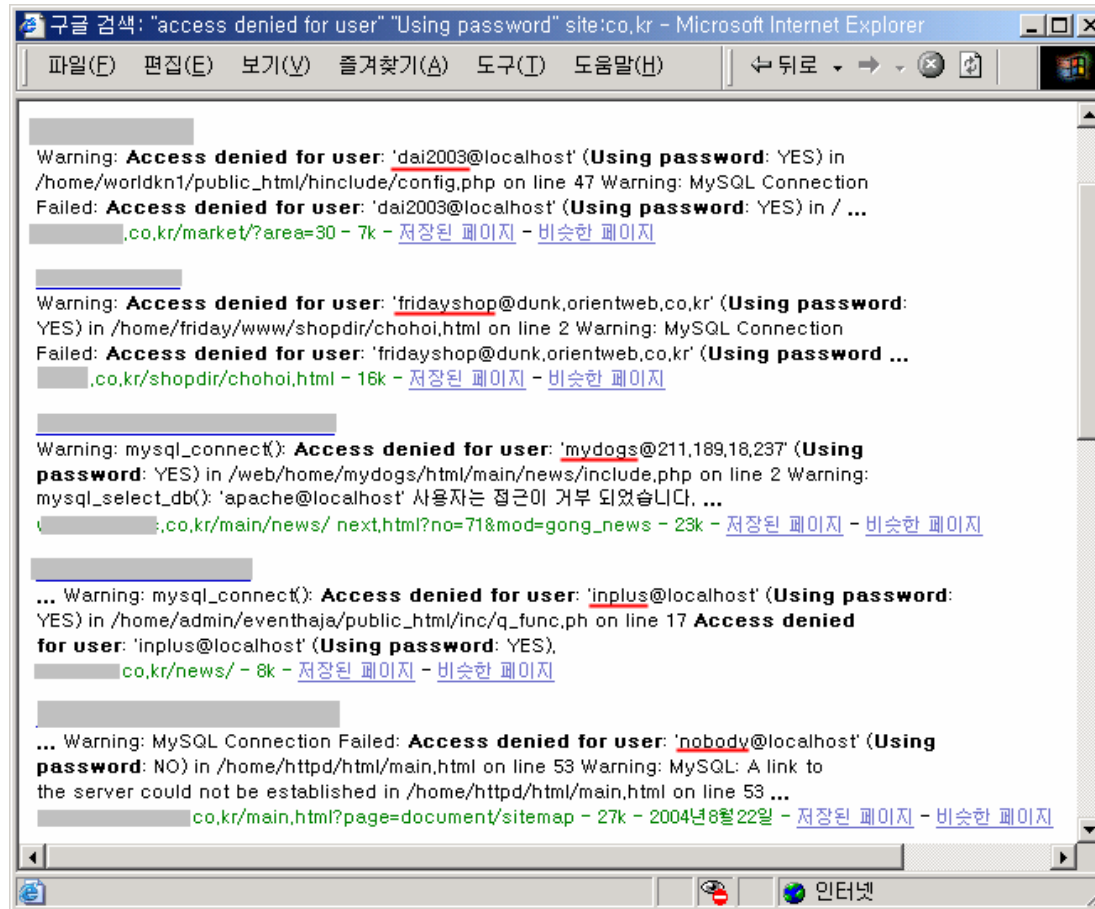 구글 검색: "access denied for user" "Using password" site:co,kr - Microsoft Internet Explorer
파일(F) 편집(E) 보기(V) 즐겨찾기(A) 도구(T) 도움말(H) 뒤로
Warning: Access denied for user: 'dai2003@localhost' (Using password: YES) in
/home/worldkn1/public_html/hinclude/config,php on line 47 Warning: MySQL Connection
Failed: Access denied for user: 'dai2003@localhost' (Using password: YES) in / ...
,co,kr/market/?area=30 - 7k - 저장된 페이지 - 비슷한 페이지
Warning: Access denied for user: 'fridayshop@dunk,orientweb,co,kr' (Using password:
YES) in /home/friday/www/shopdir/chohoi,html on line 2 Warning: MySQL Connection
Failed: Access denied for user: 'fridayshop@dunk,orientweb,co,kr' (Using password ...
,co,kr/shopdir/chohoi,html - 16k - 저장된 페이지 - 비슷한 페이지
Warning: mysql_connect(): Access denied for user: 'mydogs@211,189,18,237' (Using
password: YES) in /web/home/mydogs/html/main/news/include,php on line 2 Warning:
mysql_select_db(): 'apache@localhost' 사용자는 접근이 거부 되었습니다, ...
,co,kr/main/news/ next,html?no=71&mod=gong_news - 23k - 저장된 페이지 - 비슷한 페이지
... Warning: mysql_connect(): Access denied for user: 'inplus@localhost' (Using password:
YES) in /home/admin/eventhaja/public_html/inc/q_func,ph on line 17 Access denied
for user: 'inplus@localhost' (Using password: YES),
co,kr/news/ - 8k - 저장된 페이지 - 비슷한 페이지
... Warning: MySQL Connection Failed: Access denied for user: 'nobody@localhost' (Using
password: NO) in /home/httpd/html/main,html on line 53 Warning: MySQL: A link to
the server could not be established in /home/httpd/html/main,html on line 53 ...
co,kr/main,html?page=document/sitemap - 27k - 2004년8월22일 - 저장된 페이지 - 비슷한 페이지
인터넷